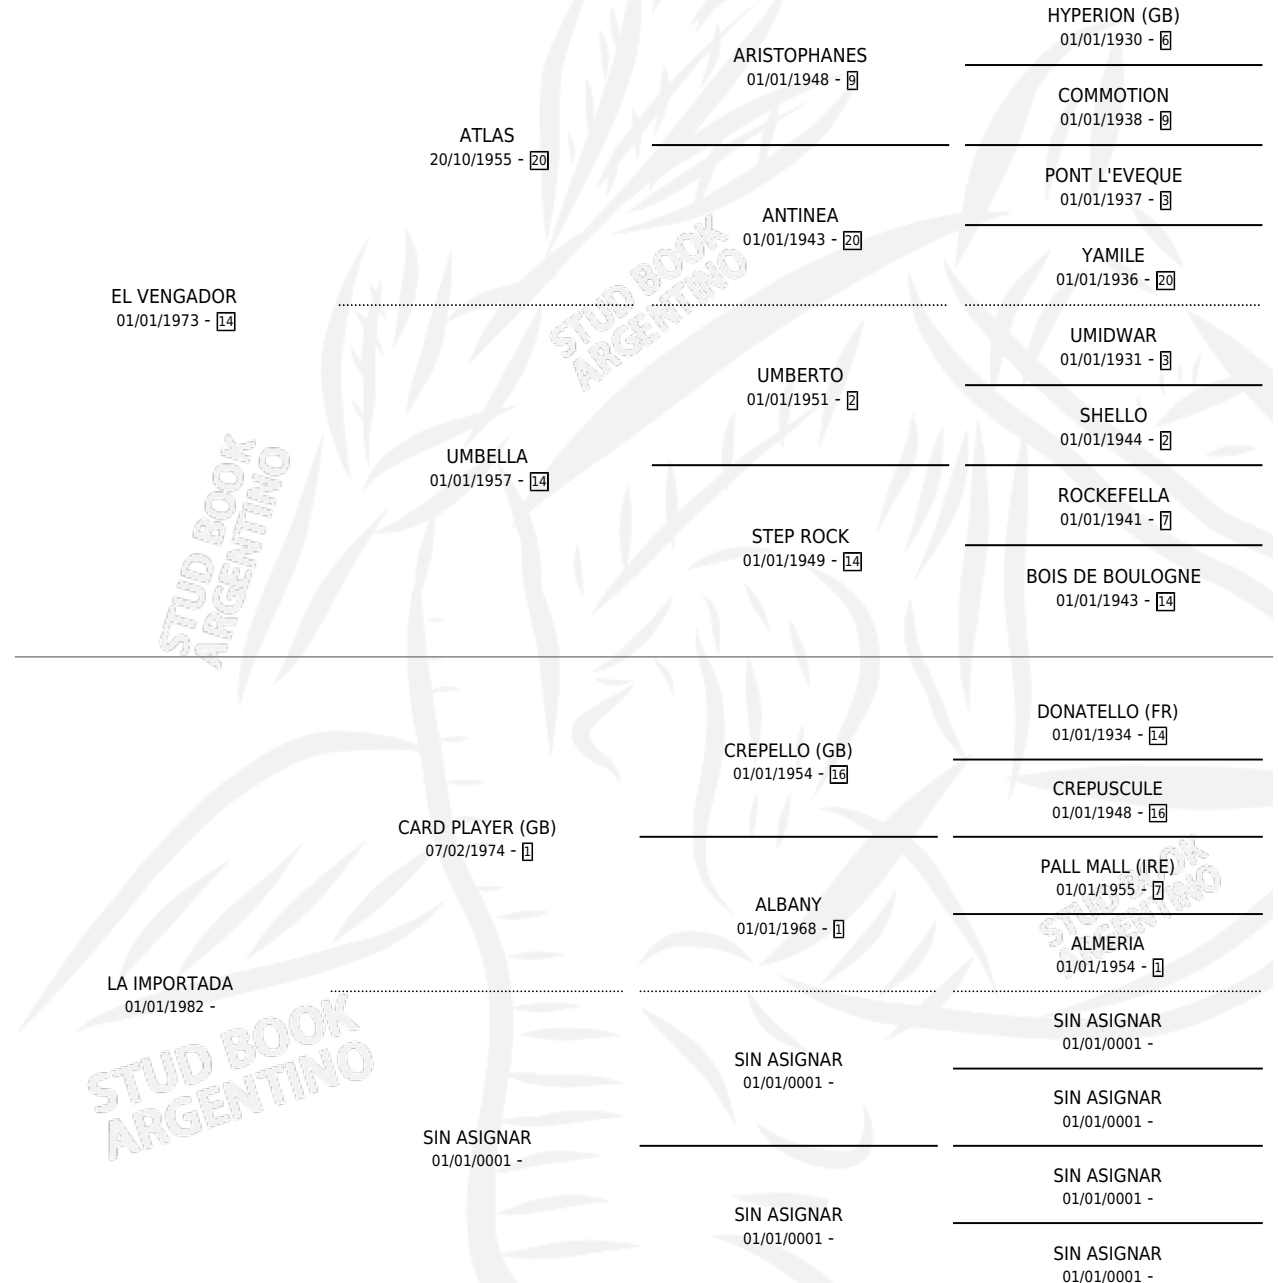 HYPERION (GB)
01/01/1930 - 6
ARISTOPHANES
01/01/1948 - 9
COMMOTION
01/01/1938 - 9
ATLAS
20/10/1955 - 20
PONT L'EVEQUE
01/01/1937 - 3
ANTINEA
01/01/1943 - 20
YAMILE
01/01/1936 - 20
EL VENGADOR
01/01/1973 - 14
UMIDWAR
01/01/1931 - 3
UMBERTO
01/01/1951 - 2
SHELLO
01/01/1944 - 2
UMBELLA
01/01/1957 - 14
ROCKEFELLA
01/01/1941 - 7
STEP ROCK
01/01/1949 - 14
BOIS DE BOULOGNE
01/01/1943 - 14
STUD BOOK
ARGENTINO
STUD BOOK
ARGENTINO
DONATELLO (FR)
01/01/1934 - 14
CREPELLO (GB)
01/01/1954 - 16
CREPUSCULE
01/01/1948 - 16
CARD PLAYER (GB)
07/02/1974 - 1
PALL MALL (IRE)
01/01/1955 - 7
ALBANY
01/01/1968 - 1
ALMERIA
01/01/1954 - 1
STUD BOOK
ARGENTINO
LA IMPORTADA
01/01/1982 -
SIN ASIGNAR
01/01/0001 -
SIN ASIGNAR
01/01/0001 -
SIN ASIGNAR
01/01/0001 -
STUD BOOK
ARGENTINO
SIN ASIGNAR
01/01/0001 -
SIN ASIGNAR
01/01/0001 -
SIN ASIGNAR
01/01/0001 -
SIN ASIGNAR
01/01/0001 -